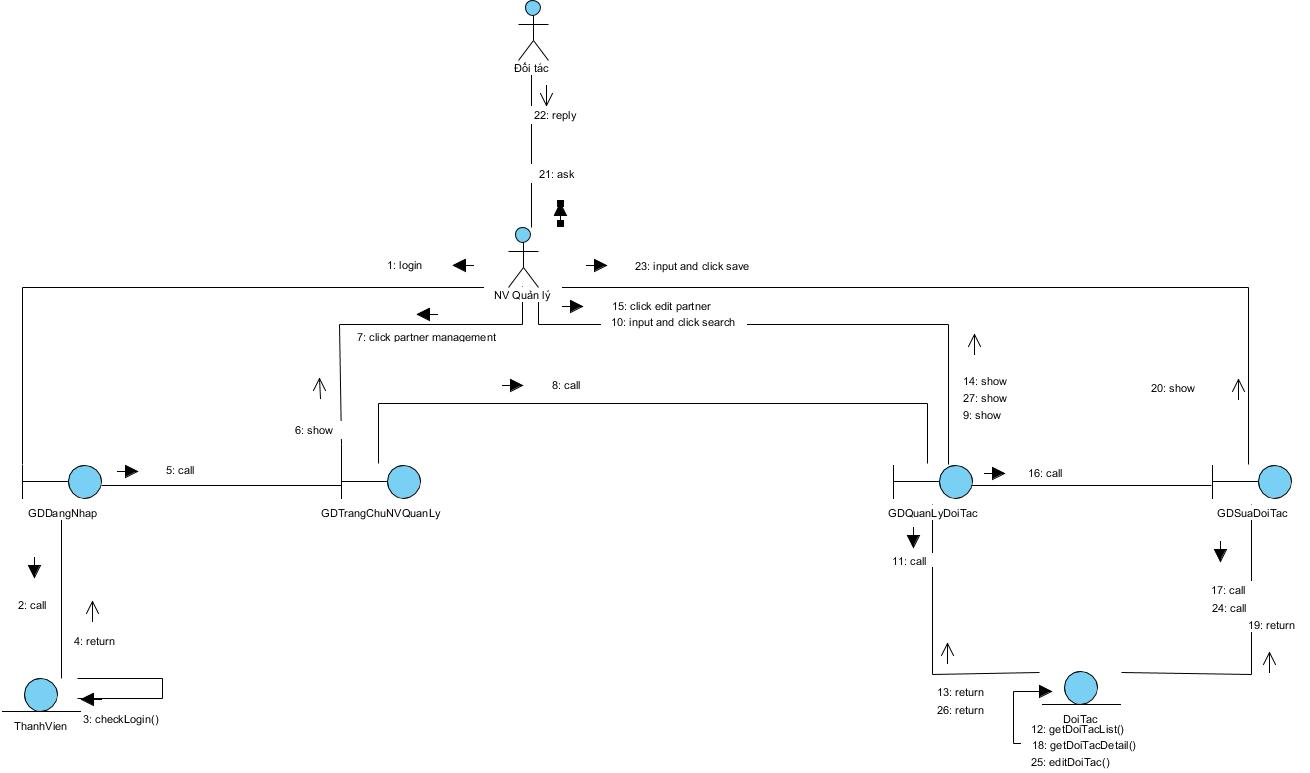 Đối tác
22: reply
21: ask
1: login
23: input and click save
NV Quản lý
15: click edit partner
10: input and click search
7: click partner management
14: show
27: show
9: show
8: call
20: show
6: show
5: call
16: call
GDDangNhap
GDTrangChuNVQuanLy
GDQuanLyDoiTac
GDSuaDoiTac
11: call
2: call
17: call
24: call
19: return
4: return
13: return
26: return
ThanhVien
3: checkLogin()
DoiTac
12: getDoiTacList()
18: getDoiTacDetail()
25: editDoiTac()